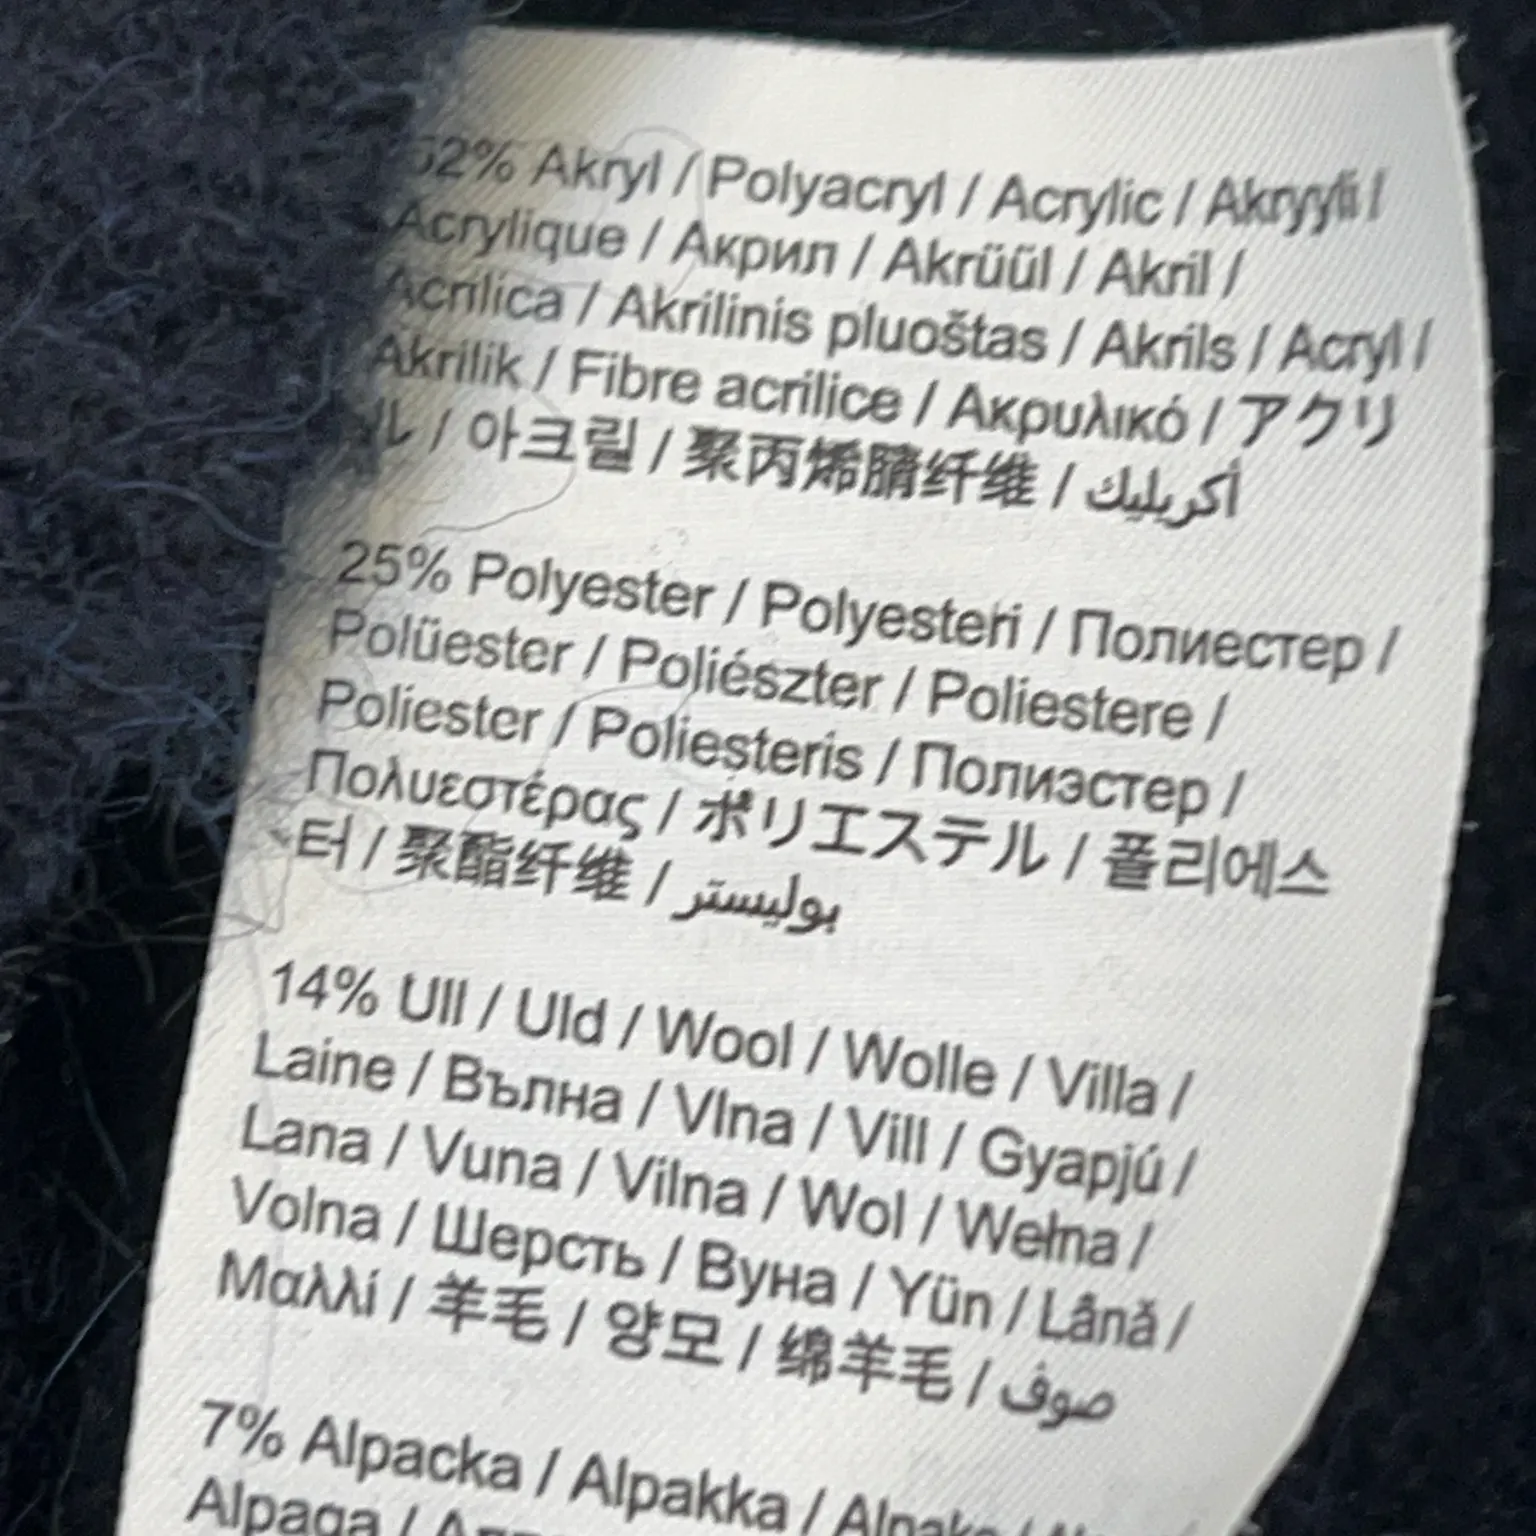 52% Akryl / Polyacryl / Acrylic / Akryyli /
Acrylique / Акрил / Akrüül / Akril /
Acrilica / Akrilinis pluoštas / Akrils / Acryl /
Akrilik / Fibre acrilice / Ακρυλικό / アクリ
ル / 아크릴 / 聚丙烯腈纤维 / أكريليك
25% Polyester / Polyesteri / Полиестер /
Polüester / Poliészter / Poliestere /
Poliester / Poliesteris / Полиэстер /
Πολυεστέρας / ポリエステル / 폴리에스
터 / 聚酯纤维 / بوليستر
14% Ull / Uld / Wool / Wolle / Villa /
Laine / Вълна / Vlna / Vill / Gyapjú /
Lana / Vuna / Vilna / Wol / Wełna /
Volna / Шерсть / Вуна / Yün / Lână /
Μαλλί / 羊毛 / 양모 / 绵羊毛 / صوف
7% Alpacka / Alpakka /
Alpaga /